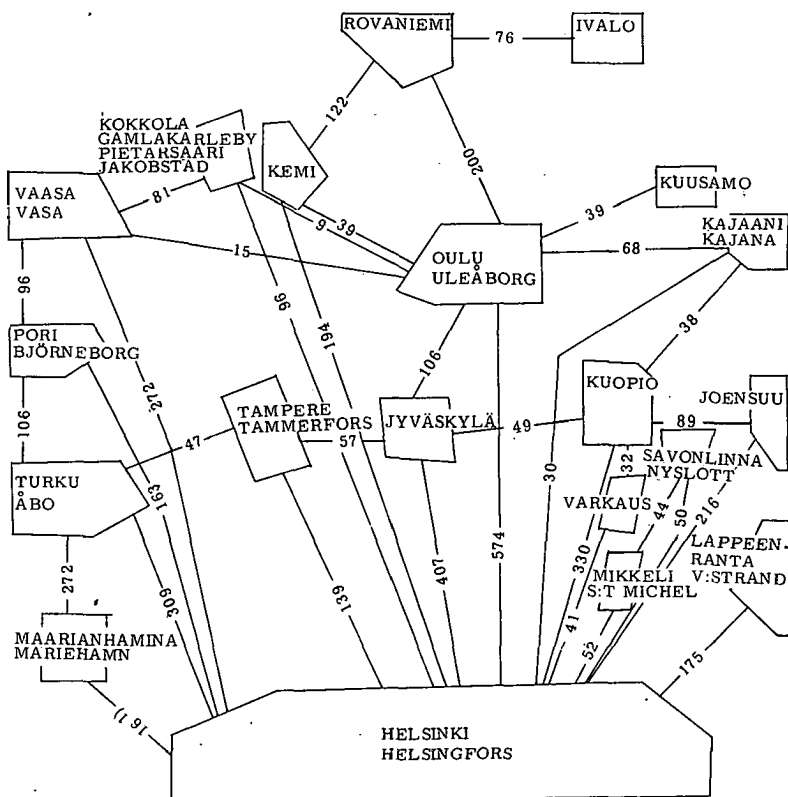 ROVANIEMI
76
IVALO
122
200
KOKKOLA
GAMLAKARLEBY
PIETARSAARI
JAKOBSTAD
KEMI
KUUSAMO
VAASA
VASA
81
39
9
39
KAJAANI
KAJANA
15
OULU
ULEÅBORG
68
96
96
194
38
PORI
BJÖRNEBORG
272
106
KUOPIO
JOENSUU
106
TAMPERE
TAMMERFORS
JYVÄSKYLÄ
47
57
49
89
TURKU
ÅBO
163
30
32
SAVONLINNA
NYSLOTT
VARKAUS
44
50
216
574
330
LAPPEEN-
RANTA
V:STRAND
272
309
139
407
MIKKELI
S:T MICHEL
41
52
MAARIANHAMINA
MARIEHAMN
175
16 1)
HELSINKI
HELSINGFORS